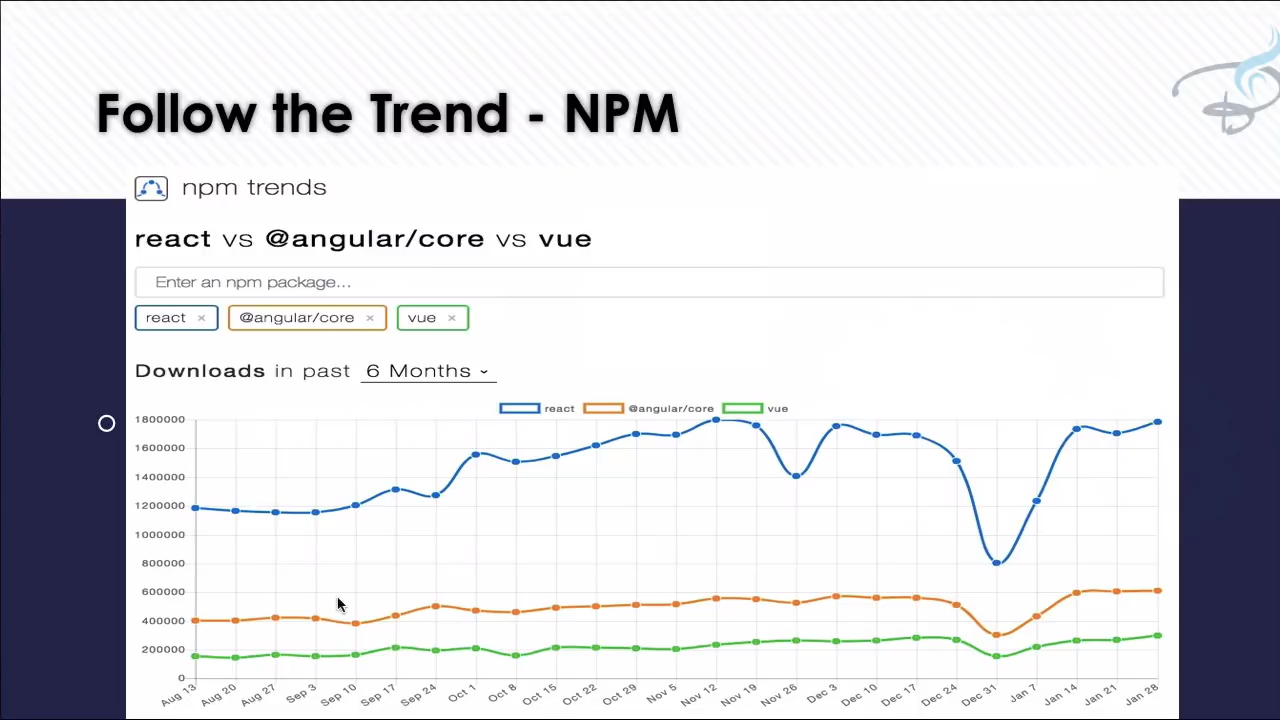 Follow the Trend - NPM
npm trends
react vs @angular/core vs vue
Enter an npm package...
react × @angular/core × vue ×
Downloads in past 6 Months
react @angular/core vue
1800000
1600000
1400000
1200000
1000000
800000
600000
400000
200000
0
Aug 13 Aug 20 Aug 27 Sep 3 Sep 10 Sep 17 Sep 24 Oct 1 Oct 8 Oct 15 Oct 22 Oct 29 Nov 5 Nov 12 Nov 19 Nov 26 Dec 3 Dec 10 Dec 17 Dec 24 Dec 31 Jan 7 Jan 14 Jan 21 Jan 28